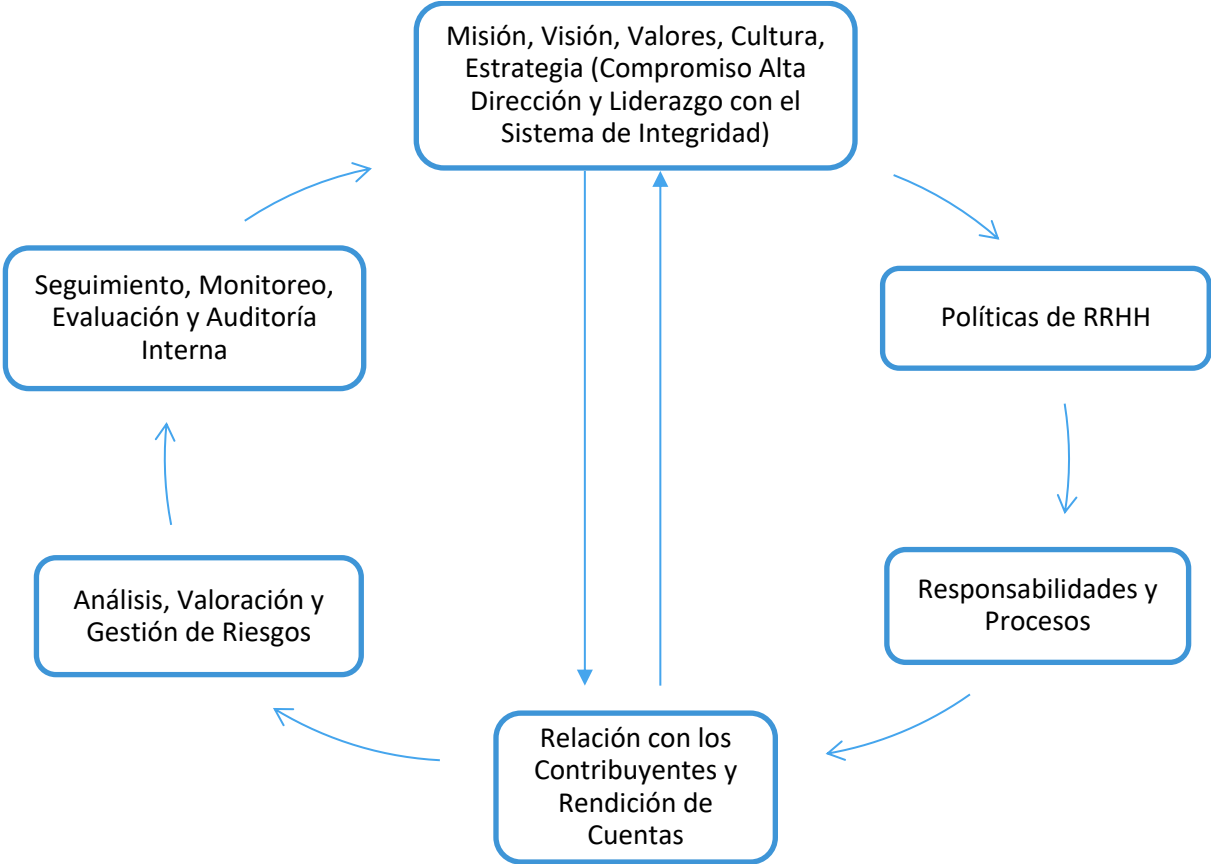 Misión, Visión, Valores, Cultura,
Estrategia (Compromiso Alta
Dirección y Liderazgo con el
Sistema de Integridad)
Políticas de RRHH
Responsabilidades y
Procesos
Relación con los
Contribuyentes y
Rendición de
Cuentas
Análisis, Valoración y
Gestión de Riesgos
Seguimiento, Monitoreo,
Evaluación y Auditoría
Interna